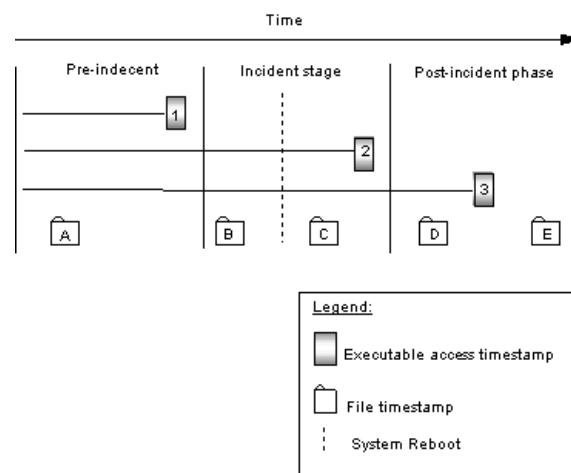 Time
Pre-indecent Incident stage Post-incident phase
1
2
3
A B C D E
Legend:
Executable access timestamp
File timestamp
System Reboot